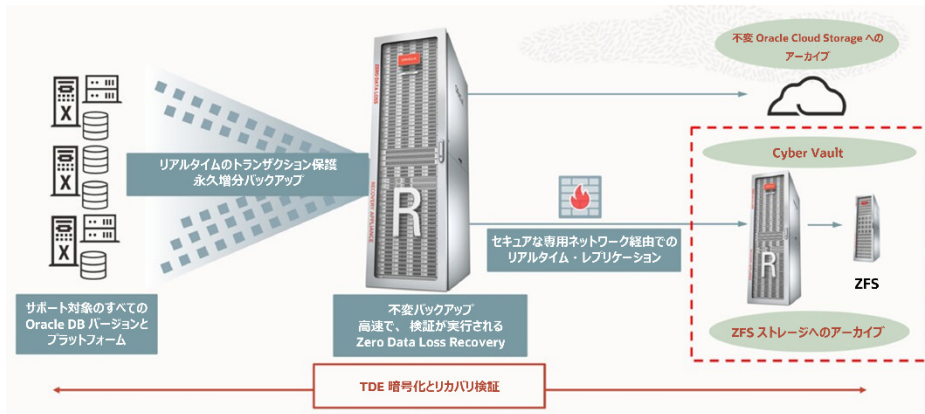 不変 Oracle Cloud Storage への
アーカイブ
X
X
X
リアルタイムのトランザクション保護
永久増分バックアップ
ORACLE
ZERO DATA LOSS
RECOVERY APPLIANCE
R
Cyber Vault
セキュアな専用ネットワーク経由での
リアルタイム・レプリケーション
R
ZFS
サポート対象のすべての
Oracle DB バージョンと
プラットフォーム
不変バックアップ
高速で、検証が実行される
Zero Data Loss Recovery
ZFS ストレージへのアーカイブ
TDE 暗号化とリカバリ検証